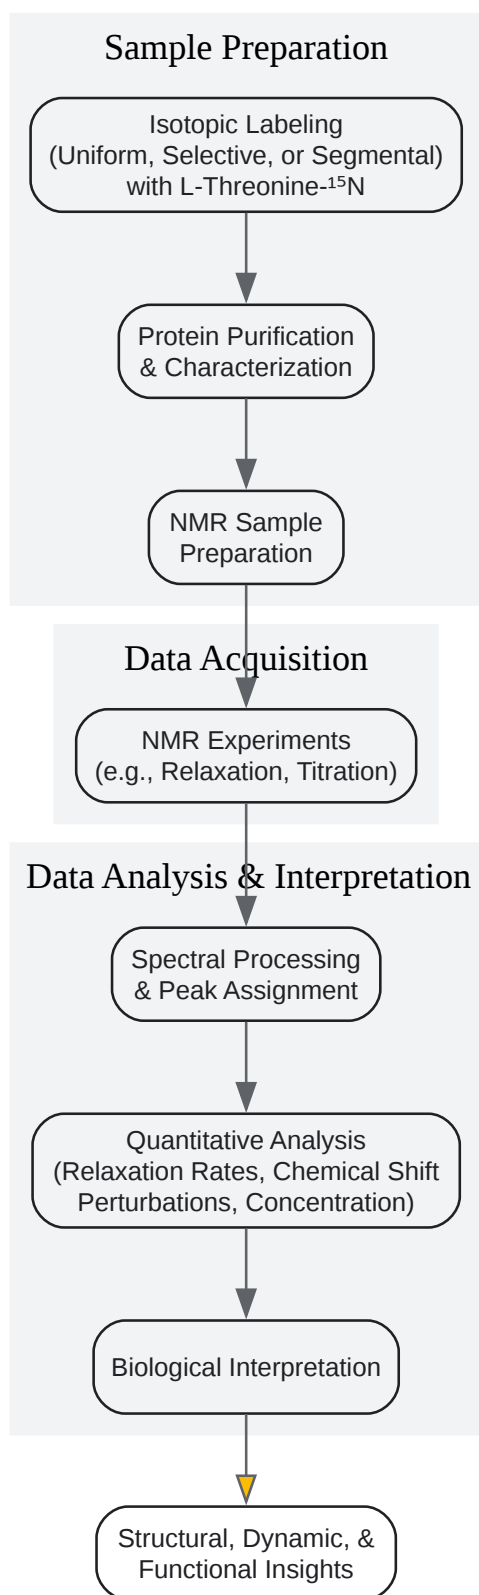 Sample Preparation
Isotopic Labeling
(Uniform, Selective, or Segmental)
with L-Threonine-¹⁵N
Protein Purification
& Characterization
NMR Sample
Preparation
Data Acquisition
NMR Experiments
(e.g., Relaxation, Titration)
Data Analysis & Interpretation
Spectral Processing
& Peak Assignment
Quantitative Analysis
(Relaxation Rates, Chemical Shift
Perturbations, Concentration)
Biological Interpretation
Structural, Dynamic, &
Functional Insights